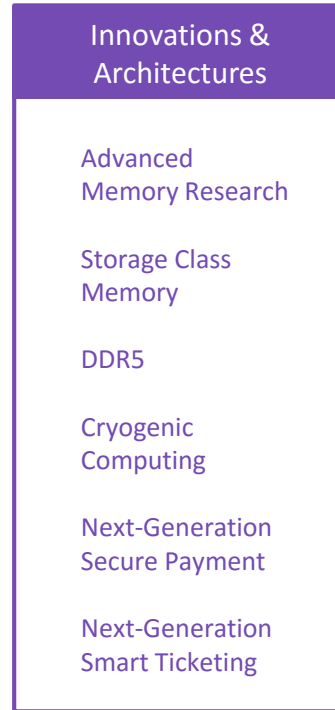 Innovations &
Architectures
Advanced
Memory Research
Storage Class
Memory
DDR5
Cryogenic
Computing
Next-Generation
Secure Payment
Next-Generation
Smart Ticketing